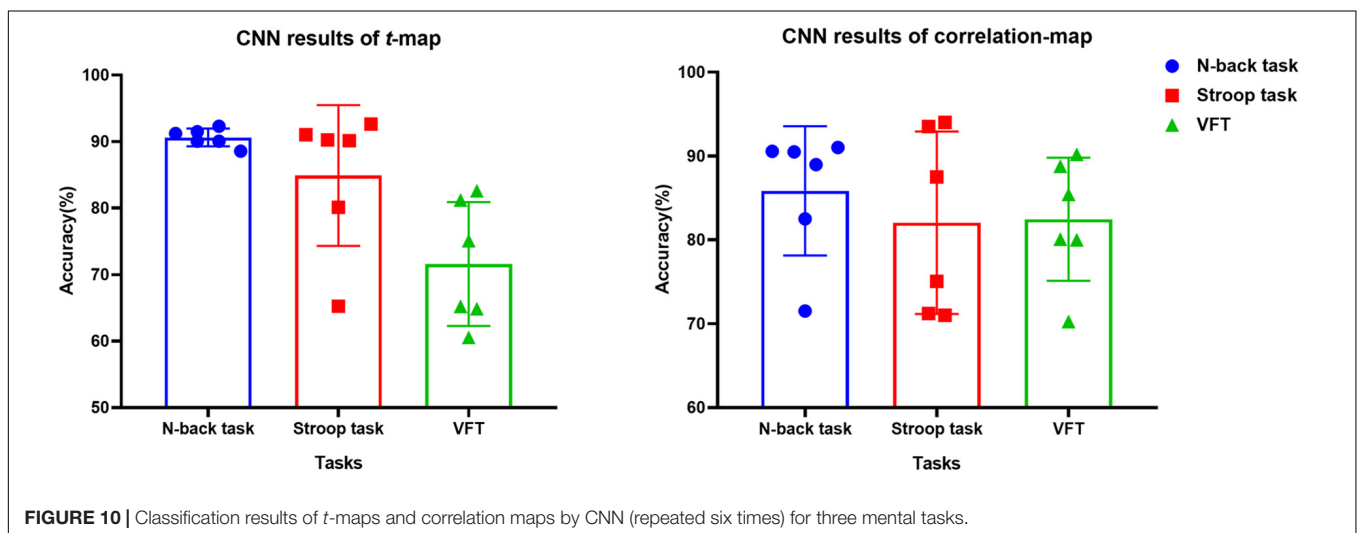 CNN results of t-map
100
90
80
70
60
50
Accuracy(%)
N-back task
Stroop task
VFT
Tasks
CNN results of correlation-map
100
90
80
70
60
Accuracy(%)
N-back task
Stroop task
VFT
Tasks
N-back task
Stroop task
VFT
FIGURE 10 | Classification results of t-maps and correlation maps by CNN (repeated six times) for three mental tasks.